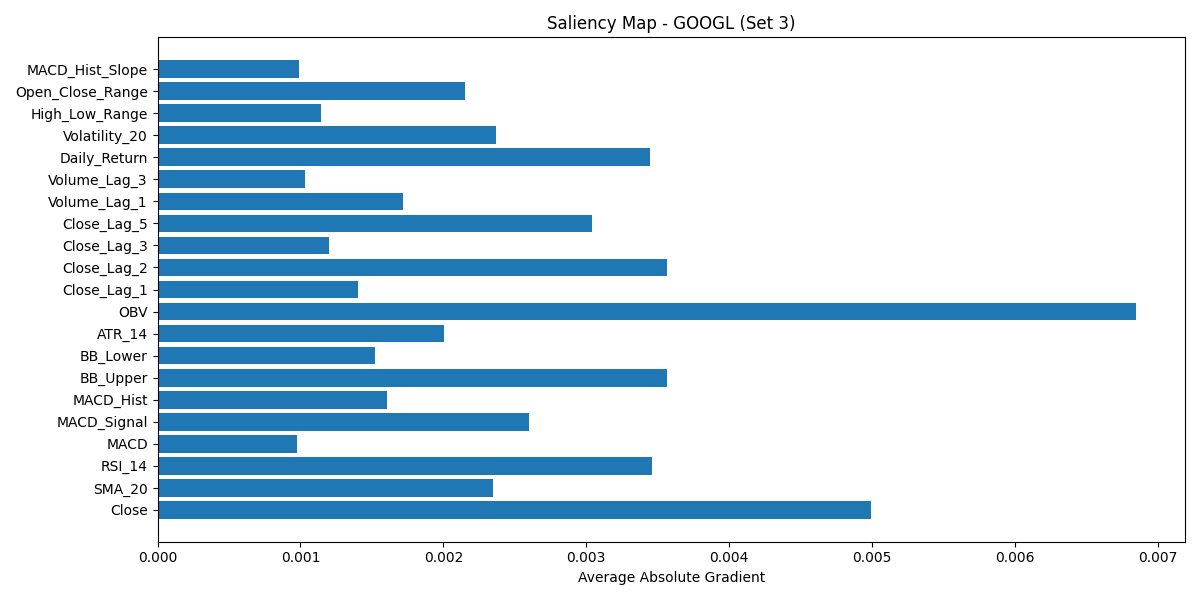 Saliency Map - GOOGL (Set 3)
MACD_Hist_Slope
Open_Close_Range
High_Low_Range
Volatility_20
Daily_Return
Volume_Lag_3
Volume_Lag_1
Close_Lag_5
Close_Lag_3
Close_Lag_2
Close_Lag_1
OBV
ATR_14
BB_Lower
BB_Upper
MACD_Hist
MACD_Signal
MACD
RSI_14
SMA_20
Close
0.000 0.001 0.002 0.003 0.004 0.005 0.006 0.007
Average Absolute Gradient